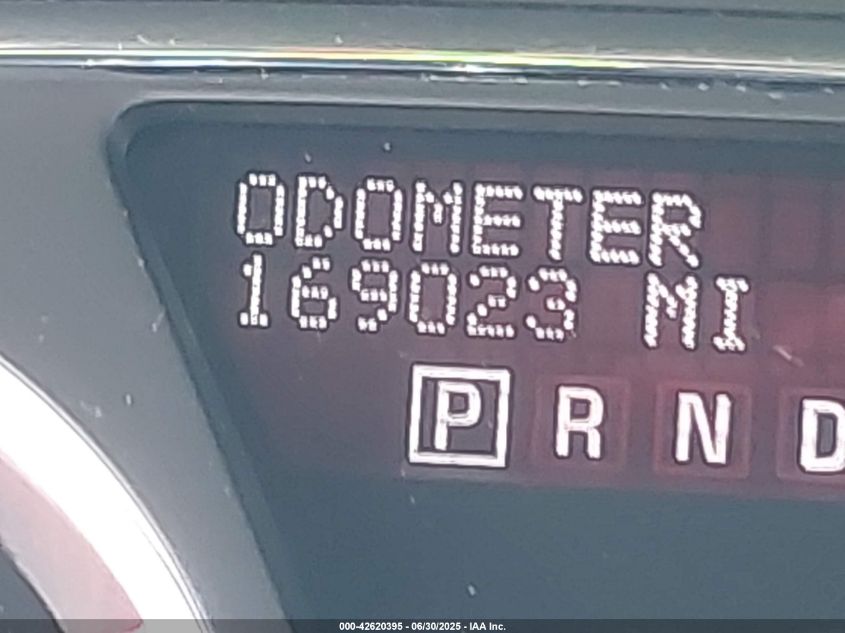 ODOMETER
169023 MI
P R N D
000-42620395 - 06/30/2025 - IAA Inc.